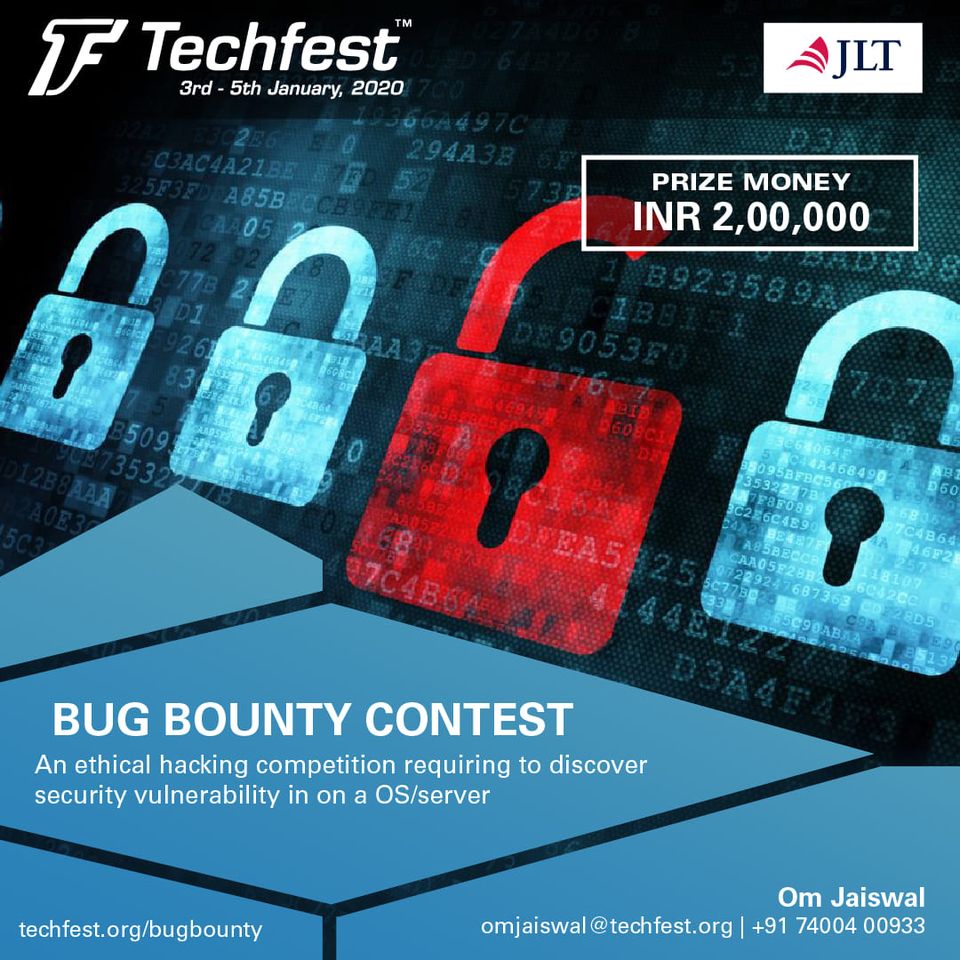 Techfest™
3rd - 5th January, 2020
JLT
PRIZE MONEY
INR 2,00,000
BUG BOUNTY CONTEST
An ethical hacking competition requiring to discover
security vulnerability in on a OS/server
techfest.org/bugbounty
Om Jaiswal
omjaiswal@techfest.org | +91 74004 00933